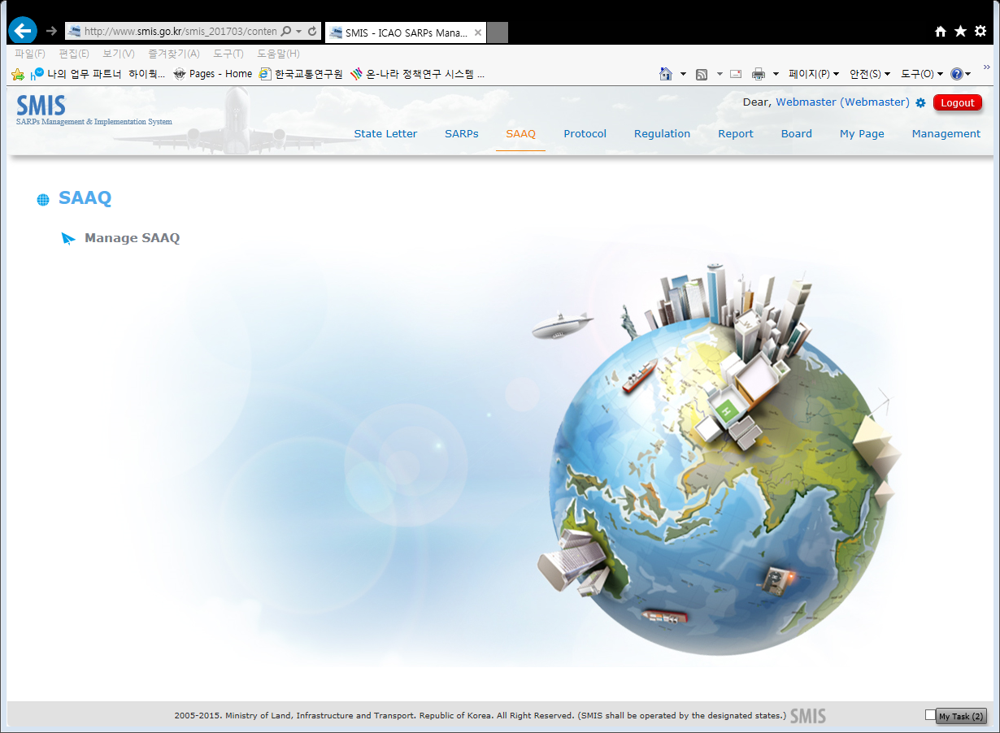 http://www.smis.go.kr/smis_201703/conten
SMIS - ICAO SARPs Mana...
파일(F) 편집(E) 보기(V) 즐겨찾기(A) 도구(T) 도움말(H)
나의 업무 파트너 하이웍... Pages - Home 한국교통연구원 온-나라 정책연구 시스템 ... 페이지(P) 안전(S) 도구(O)
SMIS
SARPs Management & Implementation System
Dear, Webmaster (Webmaster) Logout
State Letter SARPs SAAQ Protocol Regulation Report Board My Page Management
SAAQ
Manage SAAQ
H
2005-2015. Ministry of Land, Infrastructure and Transport. Republic of Korea. All Right Reserved. (SMIS shall be operated by the designated states.) SMIS
My Task (2)